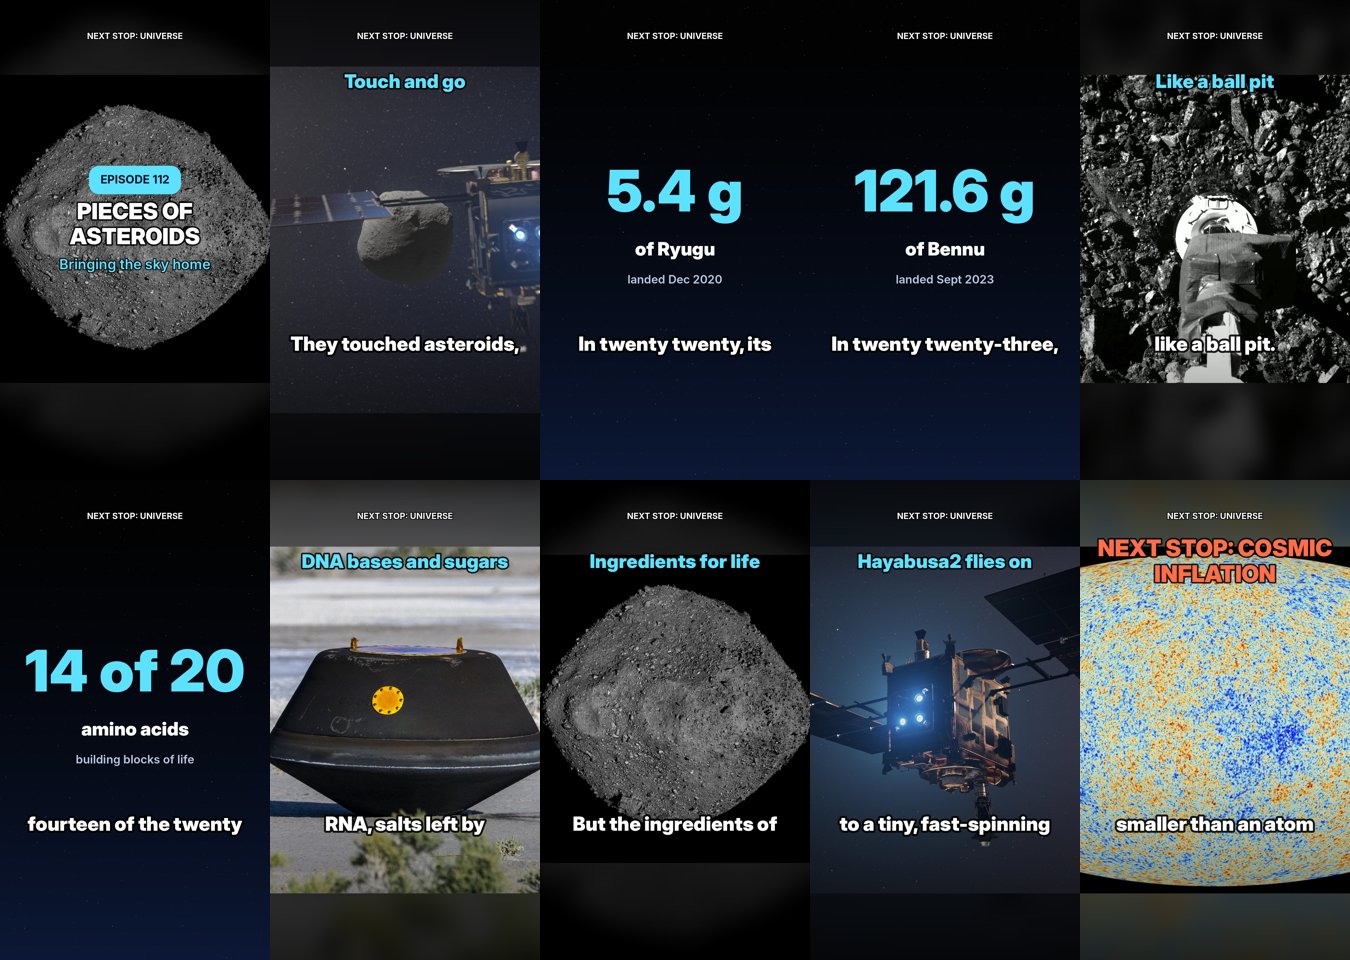 NEXT STOP: UNIVERSE
EPISODE 112
PIECES OF
ASTEROIDS
Bringing the sky home
NEXT STOP: UNIVERSE
Touch and go
They touched asteroids,
NEXT STOP: UNIVERSE
5.4 g
of Ryugu
landed Dec 2020
In twenty twenty, its
NEXT STOP: UNIVERSE
121.6 g
of Bennu
landed Sept 2023
In twenty twenty-three,
NEXT STOP: UNIVERSE
Like a ball pit
like a ball pit.
NEXT STOP: UNIVERSE
14 of 20
amino acids
building blocks of life
fourteen of the twenty
NEXT STOP: UNIVERSE
DNA bases and sugars
RNA, salts left by
NEXT STOP: UNIVERSE
Ingredients for life
But the ingredients of
NEXT STOP: UNIVERSE
Hayabusa2 flies on
to a tiny, fast-spinning
NEXT STOP: UNIVERSE
NEXT STOP: COSMIC
INFLATION
smaller than an atom